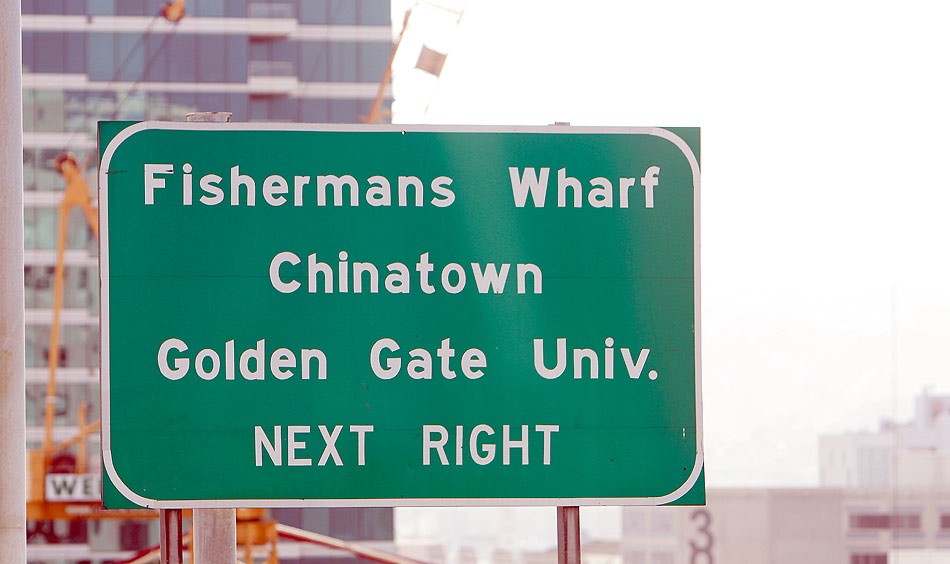 Fishermans Wharf
Chinatown
Golden Gate Univ.
NEXT RIGHT